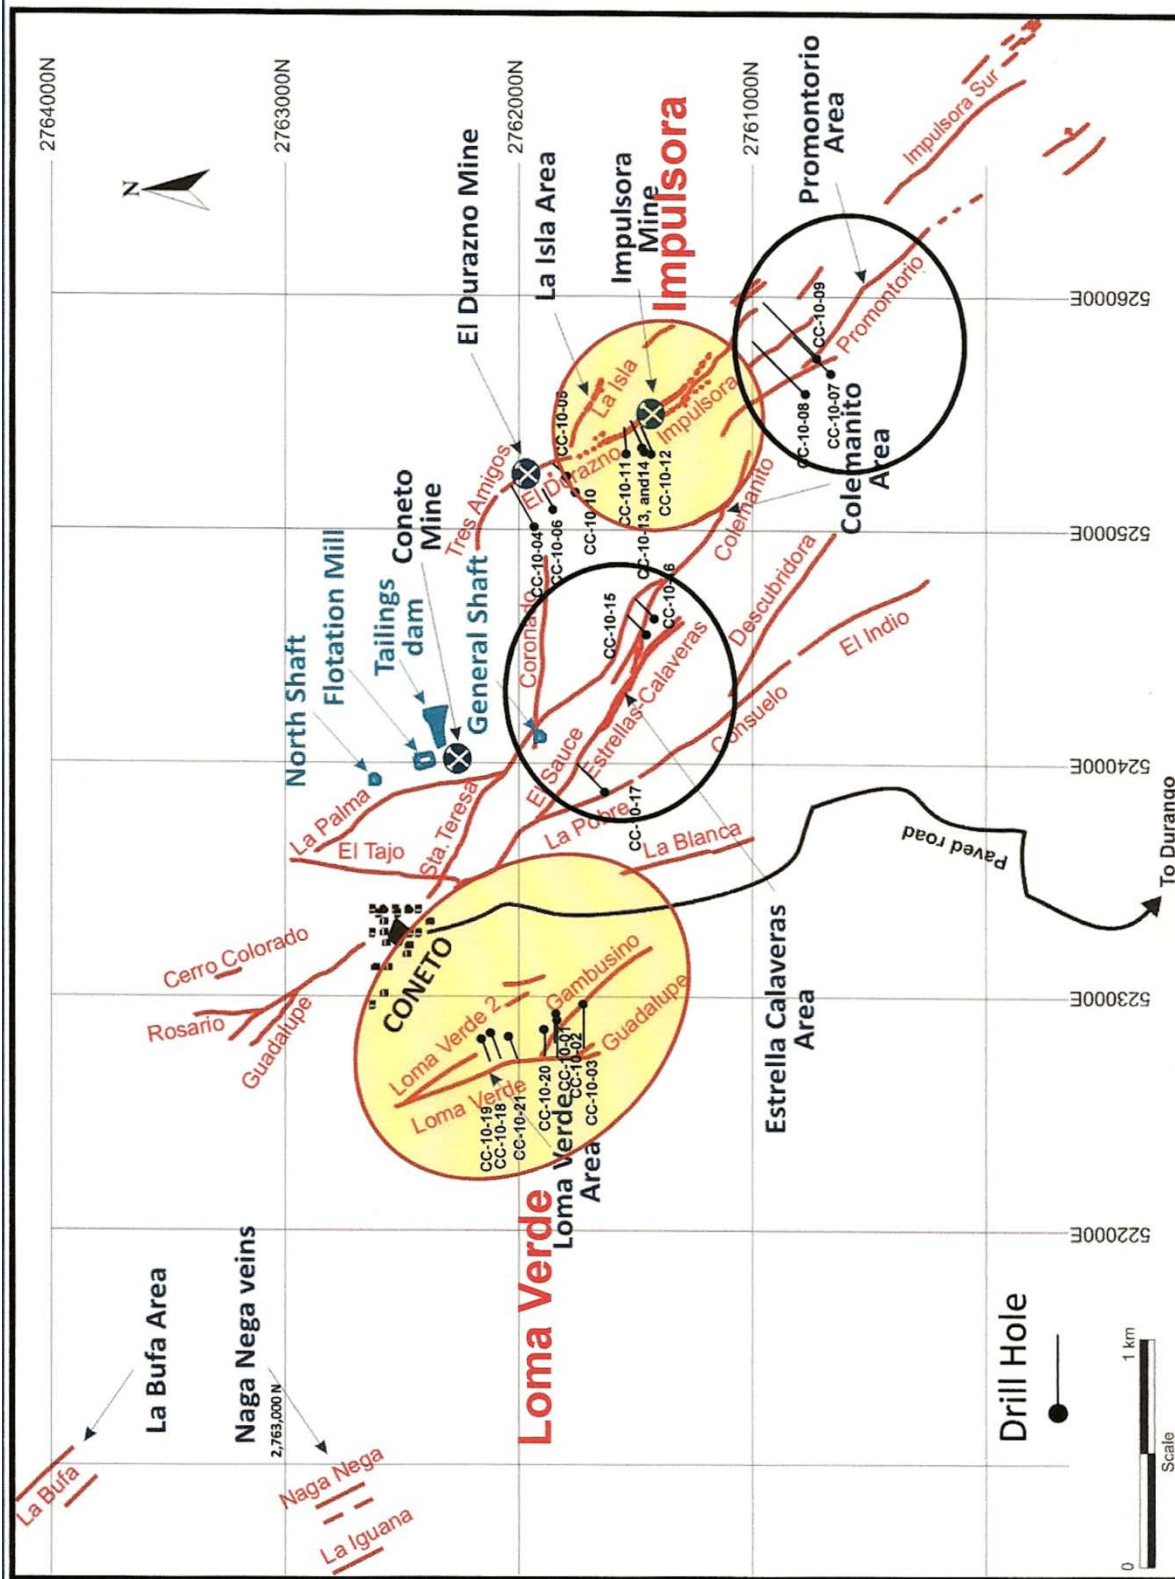 2764000N
2763000N
2762000N
2761000N
N
La Bufa
La Bufa Area
Naga Nega veins
2,763,000 N
Naga Nega
La Iguana
Rosario
Cerro Colorado
Guadalupe
La Palma
El Tajo
Sta. Teresa
North Shaft
Flotation Mill
Tailings
dam
Coneto
Mine
General Shaft
El Durazno Mine
La Isla Area
Impulsora
Mine
Impulsora
Promontorio
Area
Impulsora Sur
CONETO
Loma Verde 2
Loma Verde
Gambusino
Guadalupe
CC-10-19
CC-10-18
CC-10-21
CC-10-20
CC-10-01
CC-10-02
CC-10-03
Loma Verde
Loma Verde
Area
Tres Amigos
El Durazno
La Isla
Impulsora
Coronado
CC-10-04
CC-10-06
CC-10-10
CC-10-05
CC-10-11
CC-10-13, and14
CC-10-12
CC-10-15
CC-10-16
CC-10-17
El Sauce
Estrellas-Calaveras
La Pobre
La Blanca
Consuelo
Descubridora
El Indio
Colemanito
Colemanito
Area
CC-10-08
CC-10-07
CC-10-09
Promontorio
Estrella Calaveras
Area
Paved road
To Durango
522000E
523000E
524000E
525000E
526000E
Drill Hole
0
1 km
Scale